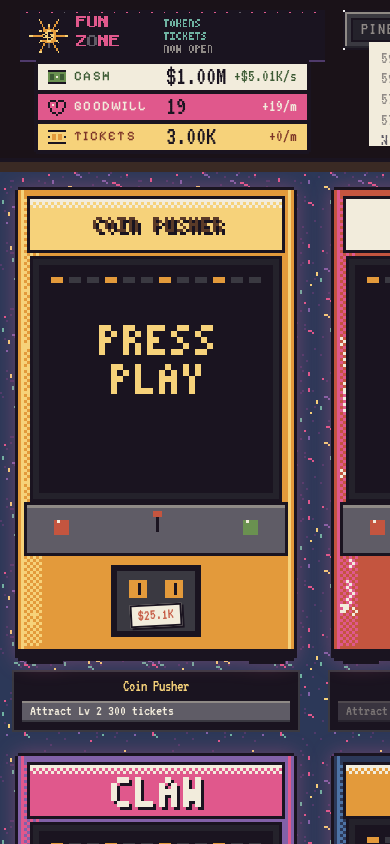 FUN
ZONE
TOKENS
TICKETS
NOW OPEN
CASH $1.00M +$5.01K/s
GOODWILL 19 +19/m
TICKETS 3.00K +0/m
COIN PUSHER
PRESS
PLAY
$25.1K
Coin Pusher
Attract Lv 2 300 tickets
Attract
CLAW